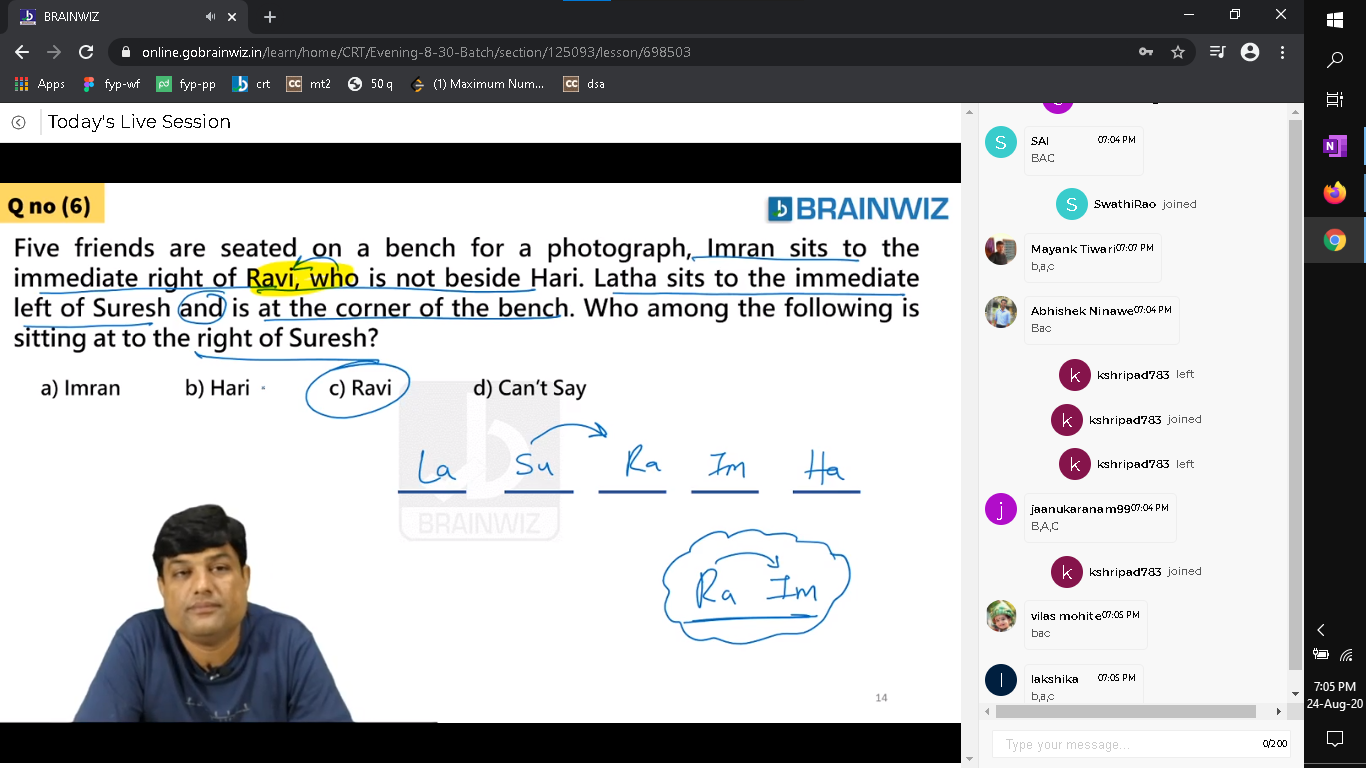 BRAINWIZ
online.gobrainwiz.in/learn/home/CRT/Evening-8-30-Batch/section/125093/lesson/698503
Apps fyp-wf fyp-pp crt mt2 50 q (1) Maximum Num... dsa
Today's Live Session
Q no (6)
BRAINWIZ
Five friends are seated on a bench for a photograph, Imran sits to the
immediate right of Ravi, who is not beside Hari. Latha sits to the immediate
left of Suresh and is at the corner of the bench. Who among the following is
sitting at to the right of Suresh?
a) Imran b) Hari c) Ravi d) Can't Say
La Su Ra Im Ha
BRAINWIZ
Ra Im
14
S
SAI 07:04 PM
BAC
S SwathiRao joined
Mayank Tiwari 07:07 PM
b,a,c
Abhishek Ninawe 07:04 PM
Bac
k kshripad783 left
k kshripad783 joined
k kshripad783 left
j
jaanukaranam99 07:04 PM
B,A,C
k kshripad783 joined
vilas mohite 07:05 PM
bac
l
lakshika 07:05 PM
b,a,c
Type your message... 0/200
7:05 PM
24-Aug-20